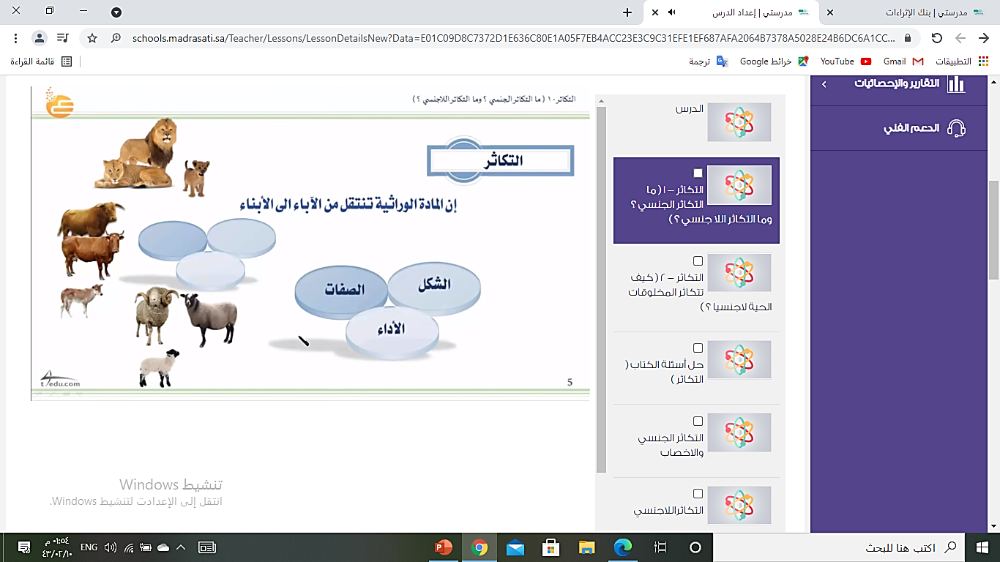 مدرستي | بنك الإثراءات
مدرستي | إعداد الدرس
schools.madrasati.sa/Teacher/Lessons/LessonDetailsNew?Data=E01C09D8C7372D1E636C80E1A05F7EB4ACC23E3C9C31EFE1EF687AFA2064B7378A5028E24B6DC6A1CC...
التطبيقات
Gmail
YouTube
خرائط Google
ترجمة
قائمة القراءة
التقارير والإحصائيات
الدعم الفني
الدرس
التكاثر –١ ( ما
التكاثر الجنسي ؟
وما التكاثر اللا جنسي ؟ )
التكاثر – ٢ ( كيف
تتكاثر المخلوقات
الحية لاجنسيا ؟ )
حل أسئلة الكتاب (
التكاثر )
التكاثر الجنسي
والاخصاب
التكاثراللاجنسي
التكاثر-١ ( ما التكاثر الجنسي ؟ وما التكاثر اللاجنسي ؟ )
التكاثر
إن المادة الوراثية تنتقل من الآباء الى الأبناء
الشكل
الصفات
الأداء
t4edu.com
5
تنشيط Windows
انتقل إلى الإعدادت لتنشيط Windows.
اكتب هنا للبحث
ENG
٠١:٥٤ م
٤٣/٠٢/١٠